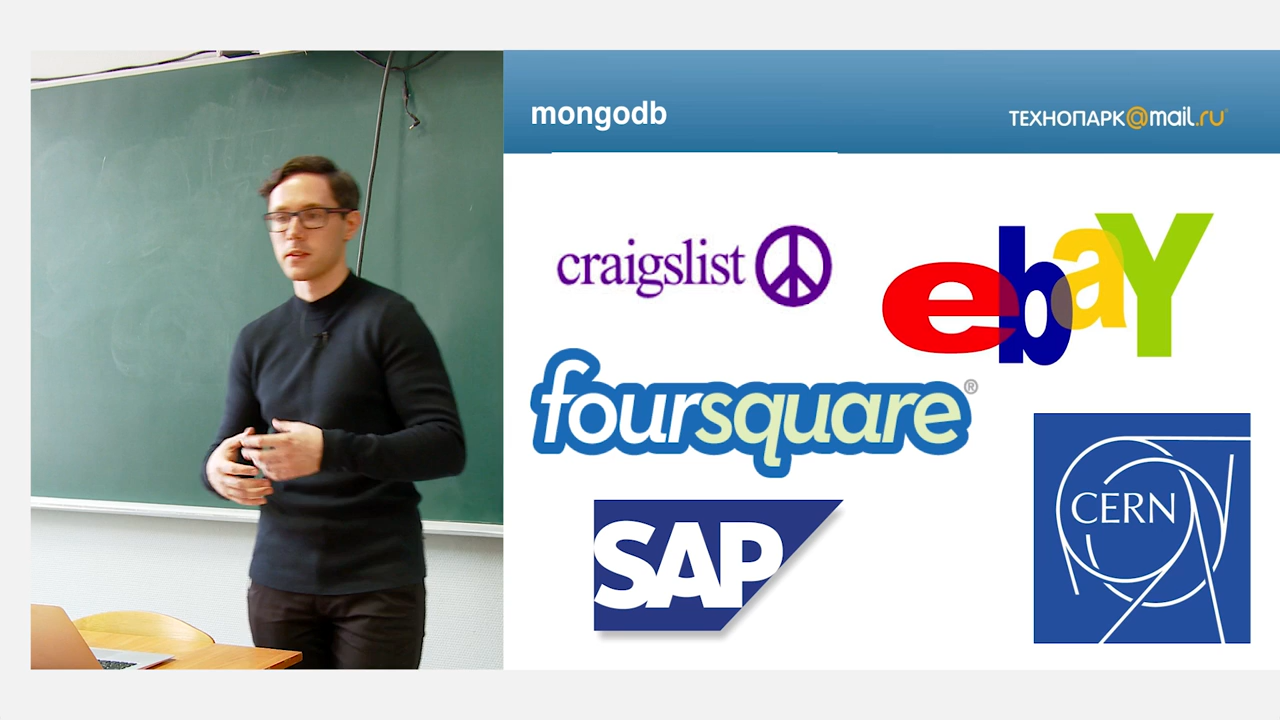 mongodb
ТЕХНОПАРК@mail.ru
craigslist
ebaY
foursquare®
SAP
CERN